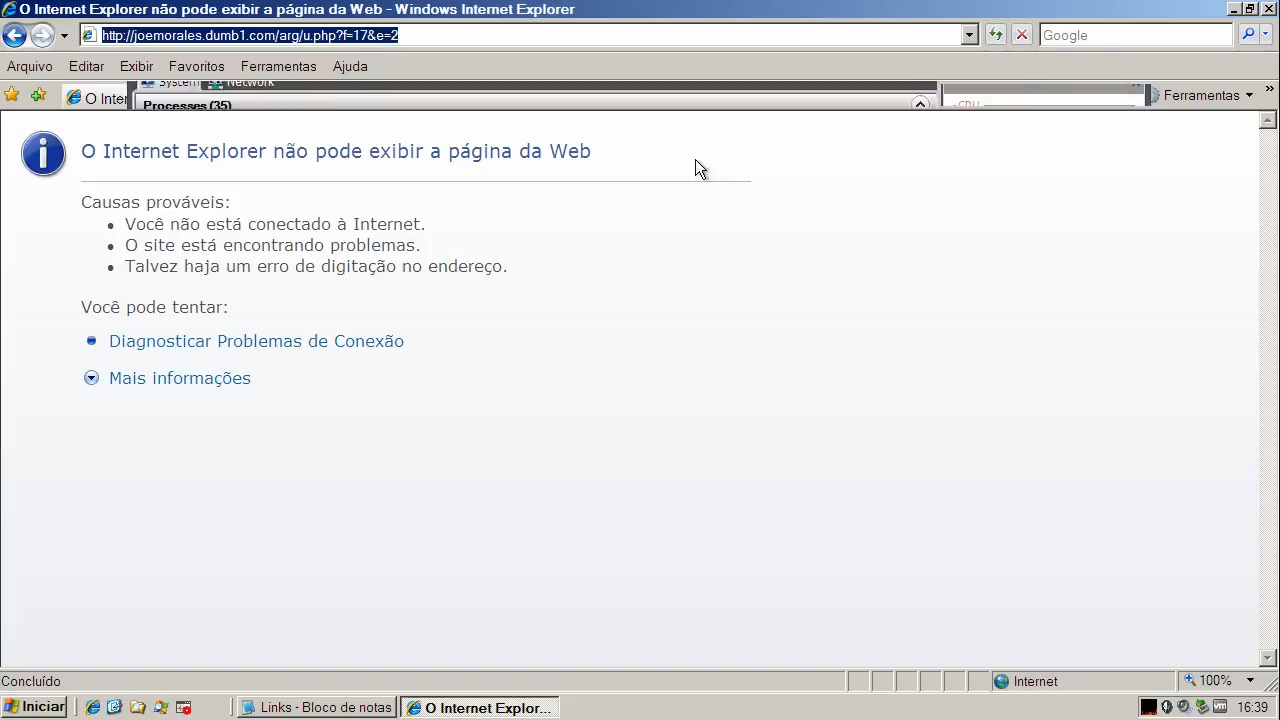 O Internet Explorer não pode exibir a página da Web - Windows Internet Explorer
http://joemorales.dumb1.com/arg/u.php?f=17&e=2
Google
Arquivo Editar Exibir Favoritos Ferramentas Ajuda
System Network
O Inter
Processes (35)
CPU
Ferramentas
O Internet Explorer não pode exibir a página da Web
Causas prováveis:
Você não está conectado à Internet.
O site está encontrando problemas.
Talvez haja um erro de digitação no endereço.
Você pode tentar:
Diagnosticar Problemas de Conexão
Mais informações
Concluído
Internet
100%
Iniciar
Links - Bloco de notas
O Internet Explor...
16:39